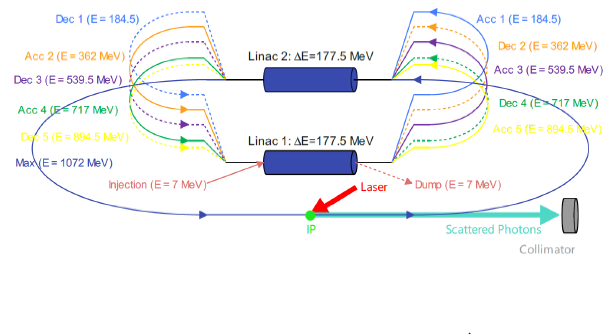 Dec 1 (E = 184.5)
Acc 1 (E = 184.5)
Acc 2 (E = 362 MeV)
Linac 2: ΔE=177.5 MeV
Dec 2 (E = 362 MeV)
Dec 3 (E = 539.5 MeV)
Acc 3 (E = 539.5 MeV)
Acc 4 (E = 717 MeV)
Dec 4 (E = 717 MeV)
Dec 5 (E = 894.5 MeV)
Linac 1: ΔE=177.5 MeV
Acc 5 (E = 894.5 MeV)
Max (E = 1072 MeV)
Injection (E = 7 MeV)
Laser
Dump (E = 7 MeV)
IP
Scattered Photons
Collimator